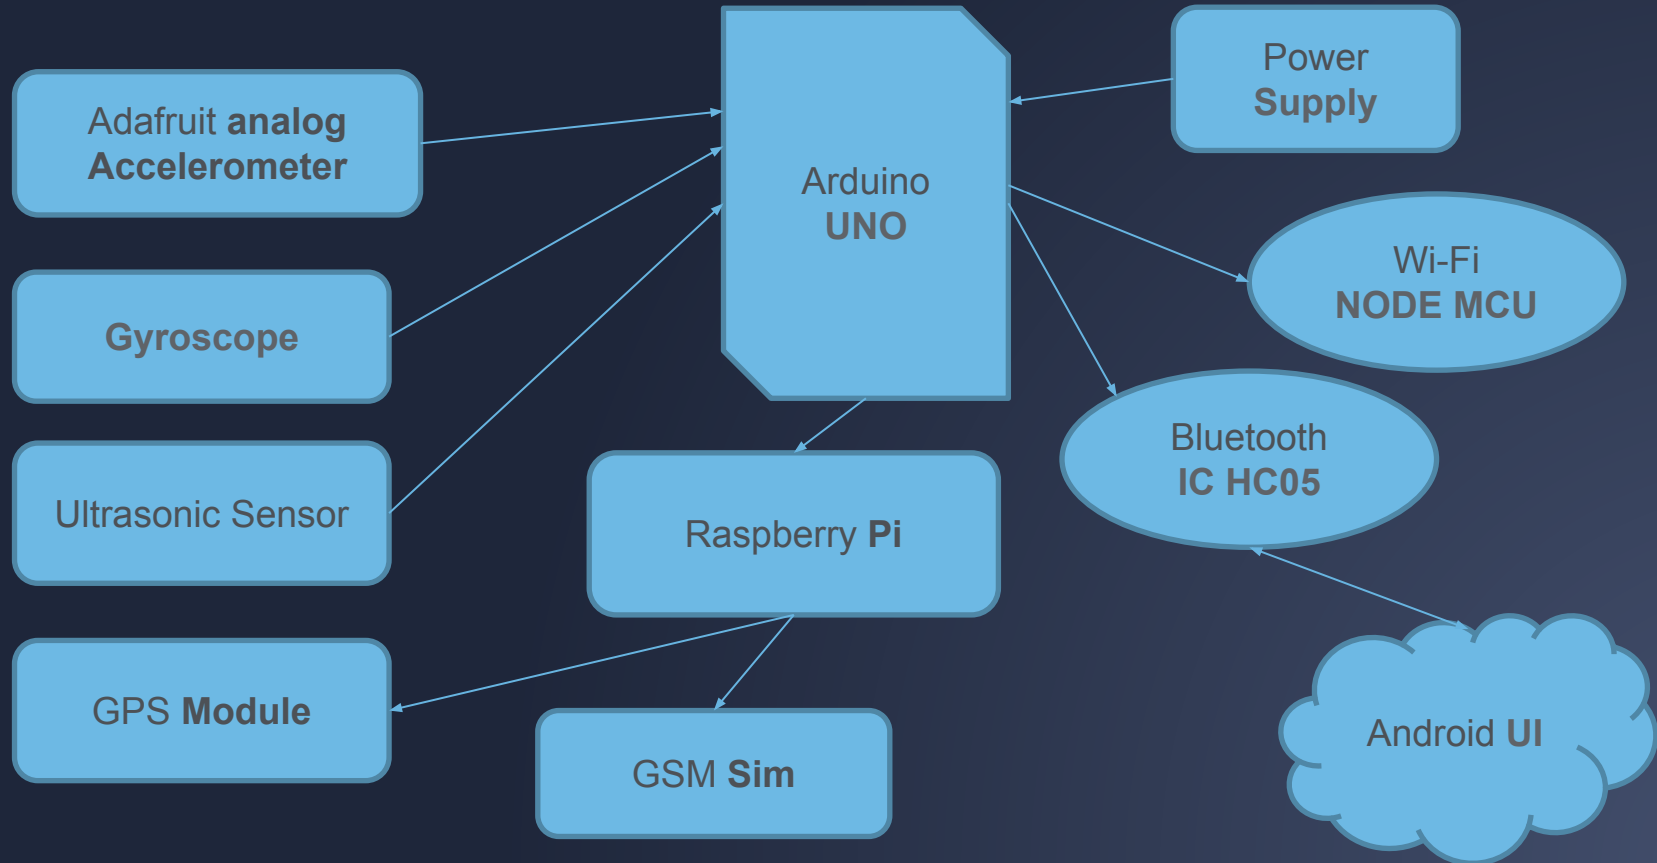 Adafruit analog
Accelerometer
Gyroscope
Ultrasonic Sensor
GPS Module
Arduino
UNO
Raspberry Pi
GSM Sim
Power
Supply
Wi-Fi
NODE MCU
Bluetooth
IC HC05
Android UI